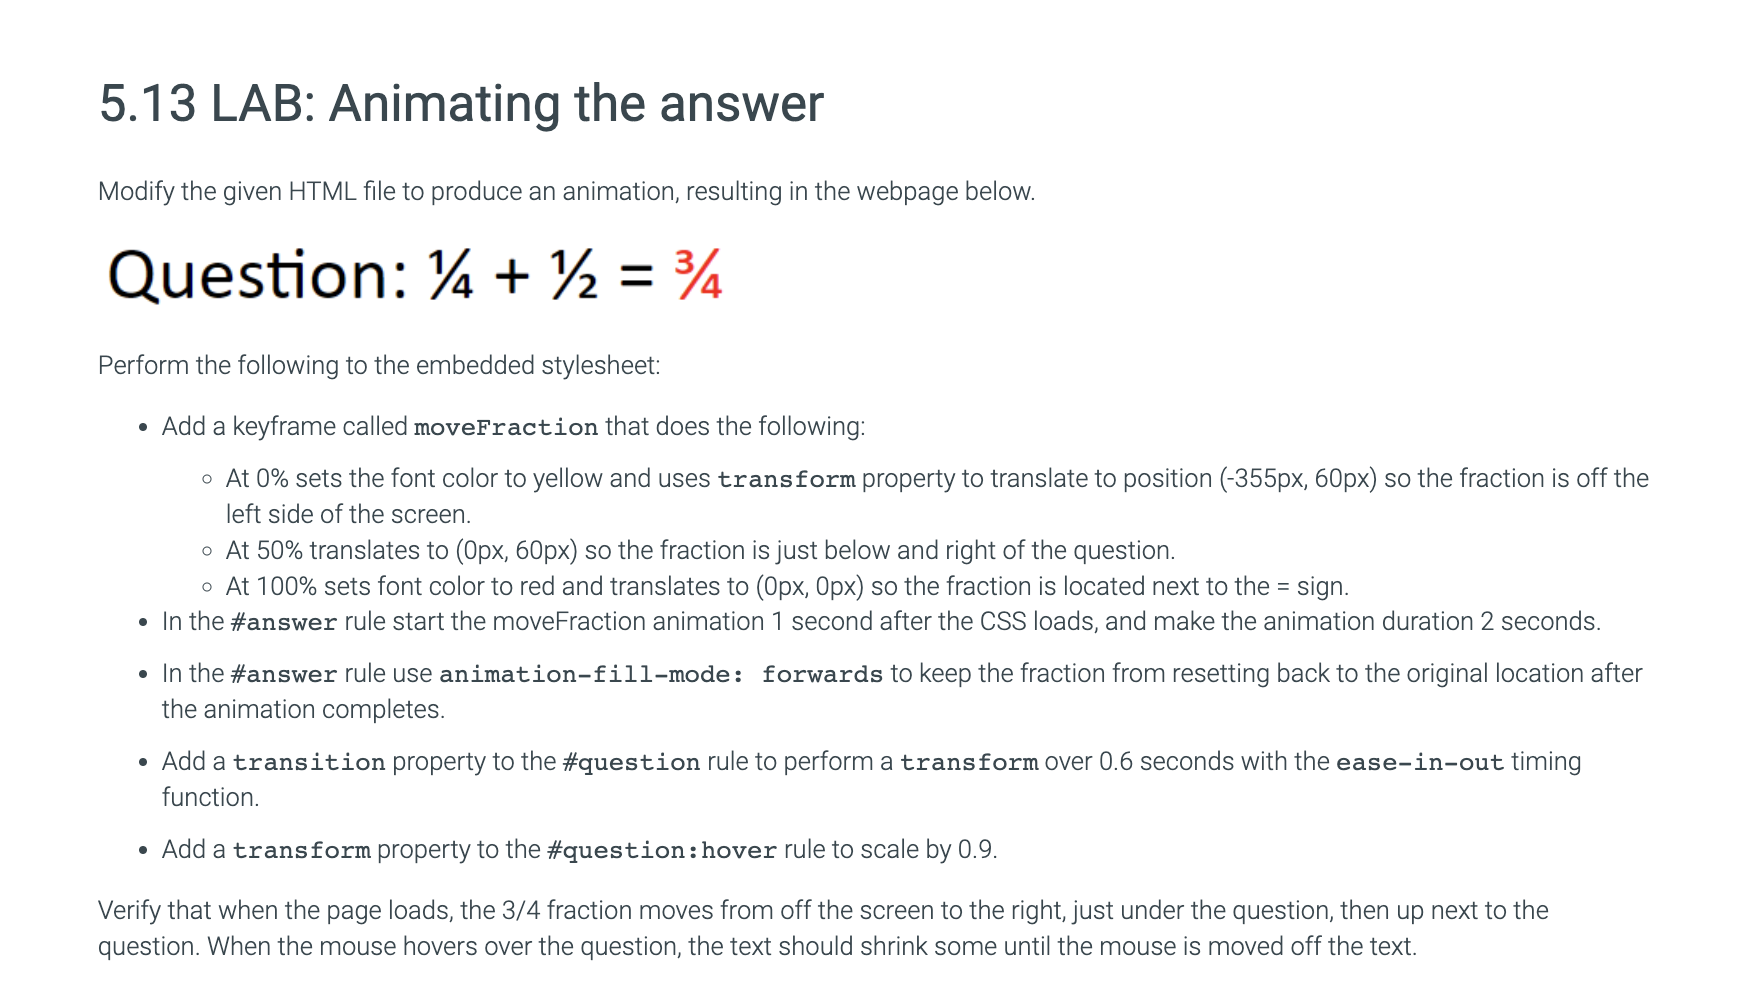 5.13 LAB: Animating the answer
Modify the given HTML file to produce an animation, resulting in the webpage below.
Question: ¼ + ½ = ¾
Perform the following to the embedded stylesheet:
• Add a keyframe called moveFraction that does the following:
◦ At 0% sets the font color to yellow and uses transform property to translate to position (-355px, 60px) so the fraction is off the
left side of the screen.
◦ At 50% translates to (0px, 60px) so the fraction is just below and right of the question.
◦ At 100% sets font color to red and translates to (0px, 0px) so the fraction is located next to the = sign.
• In the #answer rule start the moveFraction animation 1 second after the CSS loads, and make the animation duration 2 seconds.
• In the #answer rule use animation-fill-mode: forwards to keep the fraction from resetting back to the original location after
the animation completes.
• Add a transition property to the #question rule to perform a transform over 0.6 seconds with the ease-in-out timing
function.
• Add a transform property to the #question:hover rule to scale by 0.9.
Verify that when the page loads, the 3/4 fraction moves from off the screen to the right, just under the question, then up next to the
question. When the mouse hovers over the question, the text should shrink some until the mouse is moved off the text.